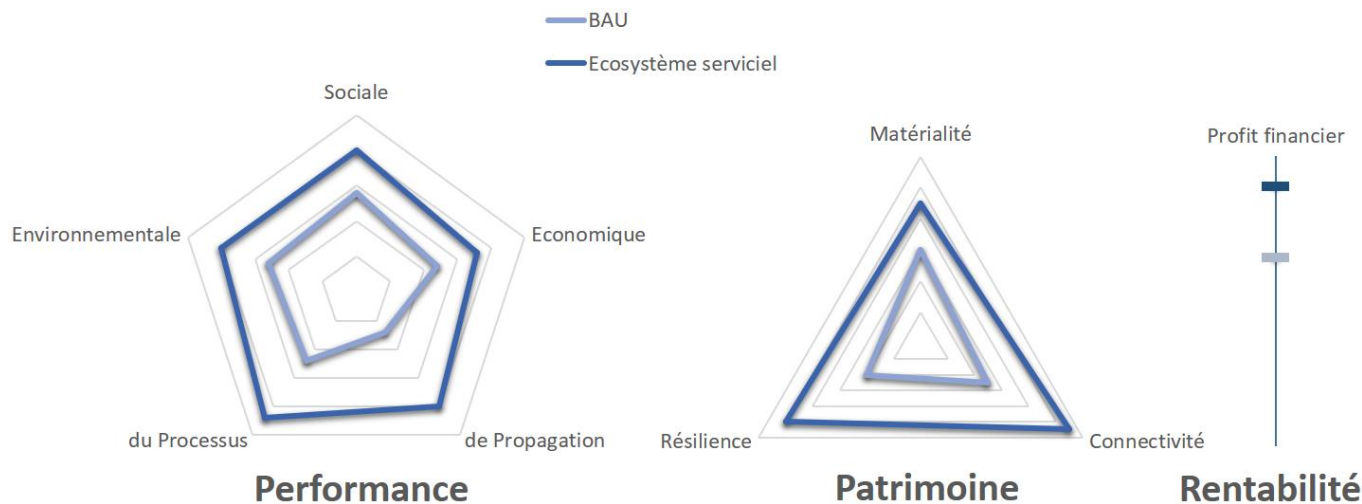 BAU
Ecosystème serviciel
Sociale
Environnementale
Economique
du Processus
de Propagation
Performance
Matérialité
Résilience
Connectivité
Patrimoine
Profit financier
Rentabilité